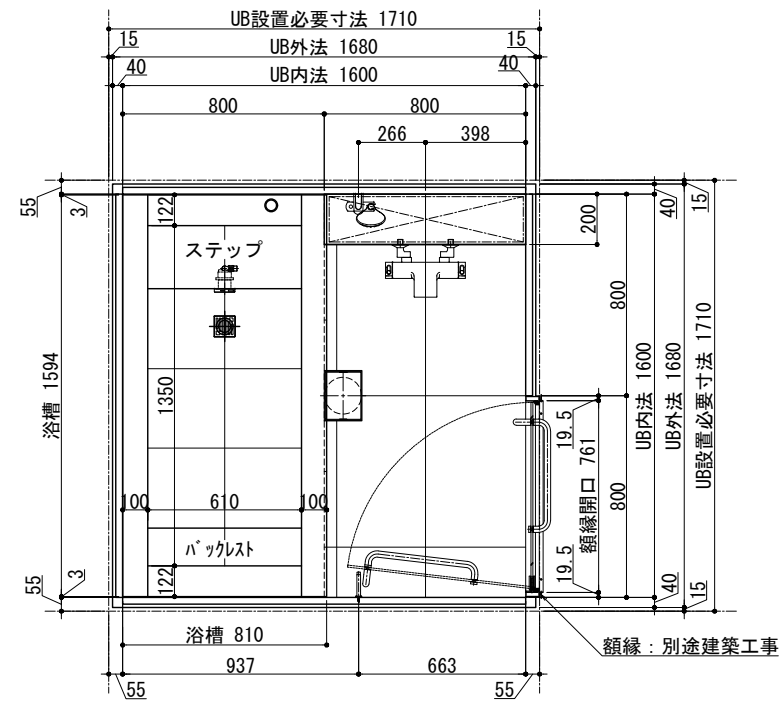 UB設置必要寸法 1710
15 UB外法 1680 15
40 UB内法 1600 40
800 800
266 398
55
3
122
200
40
15
ステップ
800
浴槽 1594
1350
UB内法 1600
UB外法 1680
UB設置必要寸法 1710
19.5
額縁開口 761
19.5
800
100 610 100
バックレスト
122
3
55
40
15
浴槽 810
額縁：別途建築工事
937 663
55 55